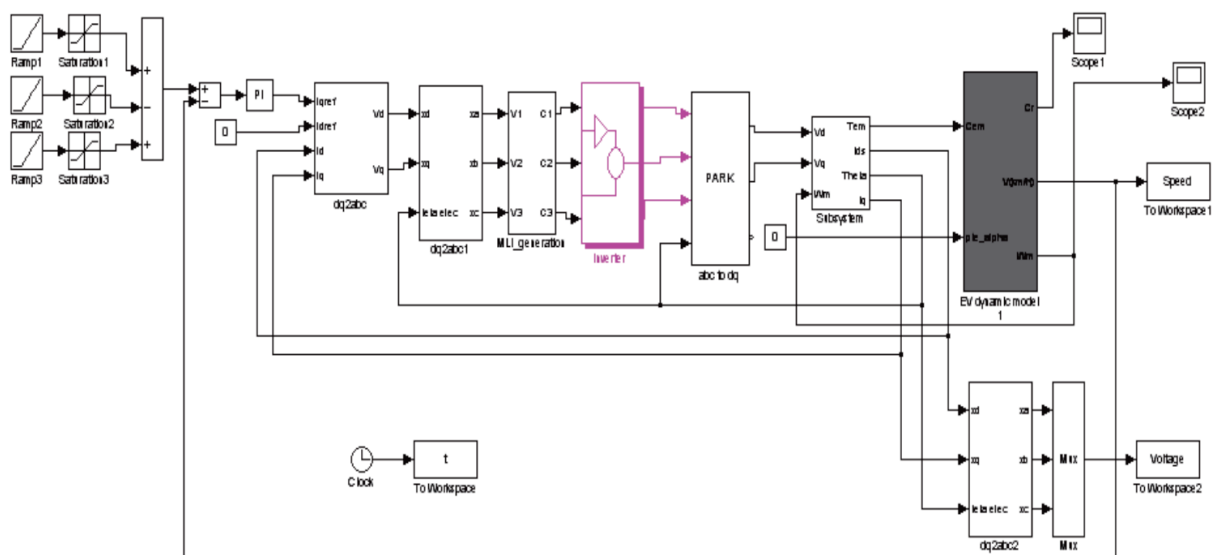 Ramp1
Saturation1
Ramp2
Saturation2
Ramp3
Saturation3
+
−
+
+
−
PI
0
Iqref
Idref
Id
Iq
Vd
Vq
dq2abc
xd
xq
tetaelec
xa
xb
xc
dq2abc1
V1
V2
V3
C1
C2
C3
MLI_generation
Inverter
PARK
abc to dq
0
Vd
Vq
Wm
Tem
Ids
Theta
Iq
Subsystem
Cem
pte_alpha
Cr
Wm
EV dynamic model
1
Scope1
Scope2
Speed
To Workspace1
Clock
t
To Workspace
xd
xq
tetaelec
xa
xb
xc
dq2abc2
Mux
Mux
Voltage
To Workspace2